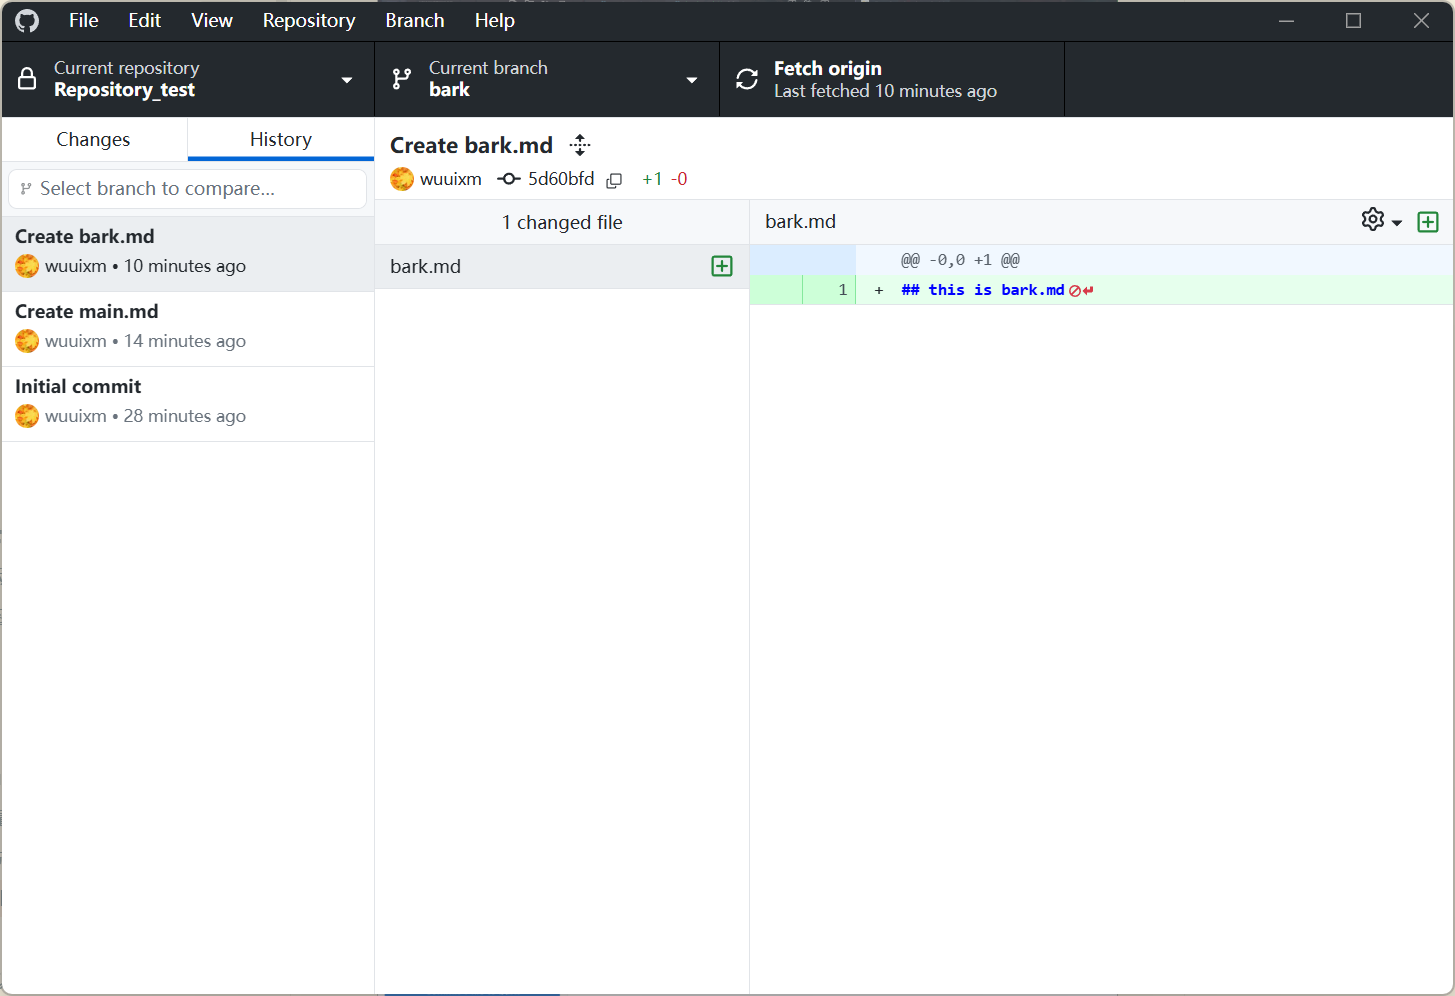 File Edit View Repository Branch Help
Current repository
Repository_test
Current branch
bark
Fetch origin
Last fetched 10 minutes ago
Changes
History
Select branch to compare...
Create bark.md
wuuixm • 10 minutes ago
Create main.md
wuuixm • 14 minutes ago
Initial commit
wuuixm • 28 minutes ago
Create bark.md
wuuixm 5d60bfd +1 -0
1 changed file
bark.md
bark.md
@@ -0,0 +1 @@
1 + ## this is bark.md